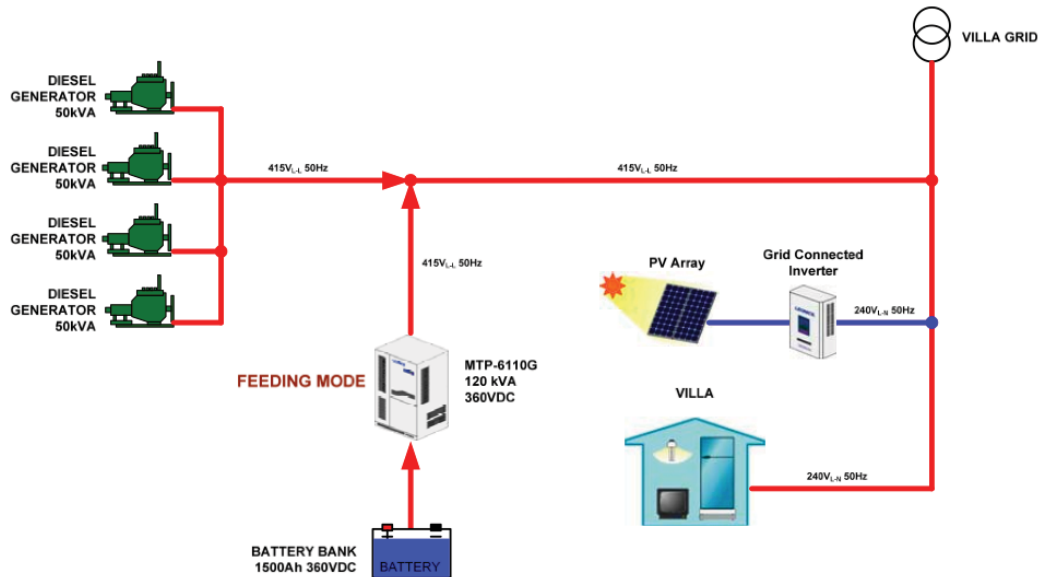 VILLA GRID
DIESEL
GENERATOR
50kVA
DIESEL
GENERATOR
50kVA
DIESEL
GENERATOR
50kVA
DIESEL
GENERATOR
50kVA
415VL-L 50Hz
415VL-L 50Hz
415VL-L 50Hz
PV Array
Grid Connected
Inverter
240VL-N 50Hz
FEEDING MODE
MTP-6110G
120 kVA
360VDC
VILLA
240VL-N 50Hz
BATTERY BANK
1500Ah 360VDC
BATTERY